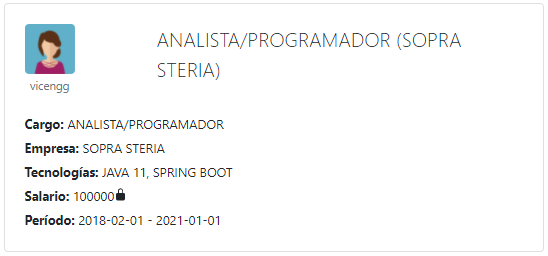 ANALISTA/PROGRAMADOR (SOPRA
STERIA)
vicengg
Cargo: ANALISTA/PROGRAMADOR
Empresa: SOPRA STERIA
Tecnologías: JAVA 11, SPRING BOOT
Salario: 100000
Período: 2018-02-01 - 2021-01-01